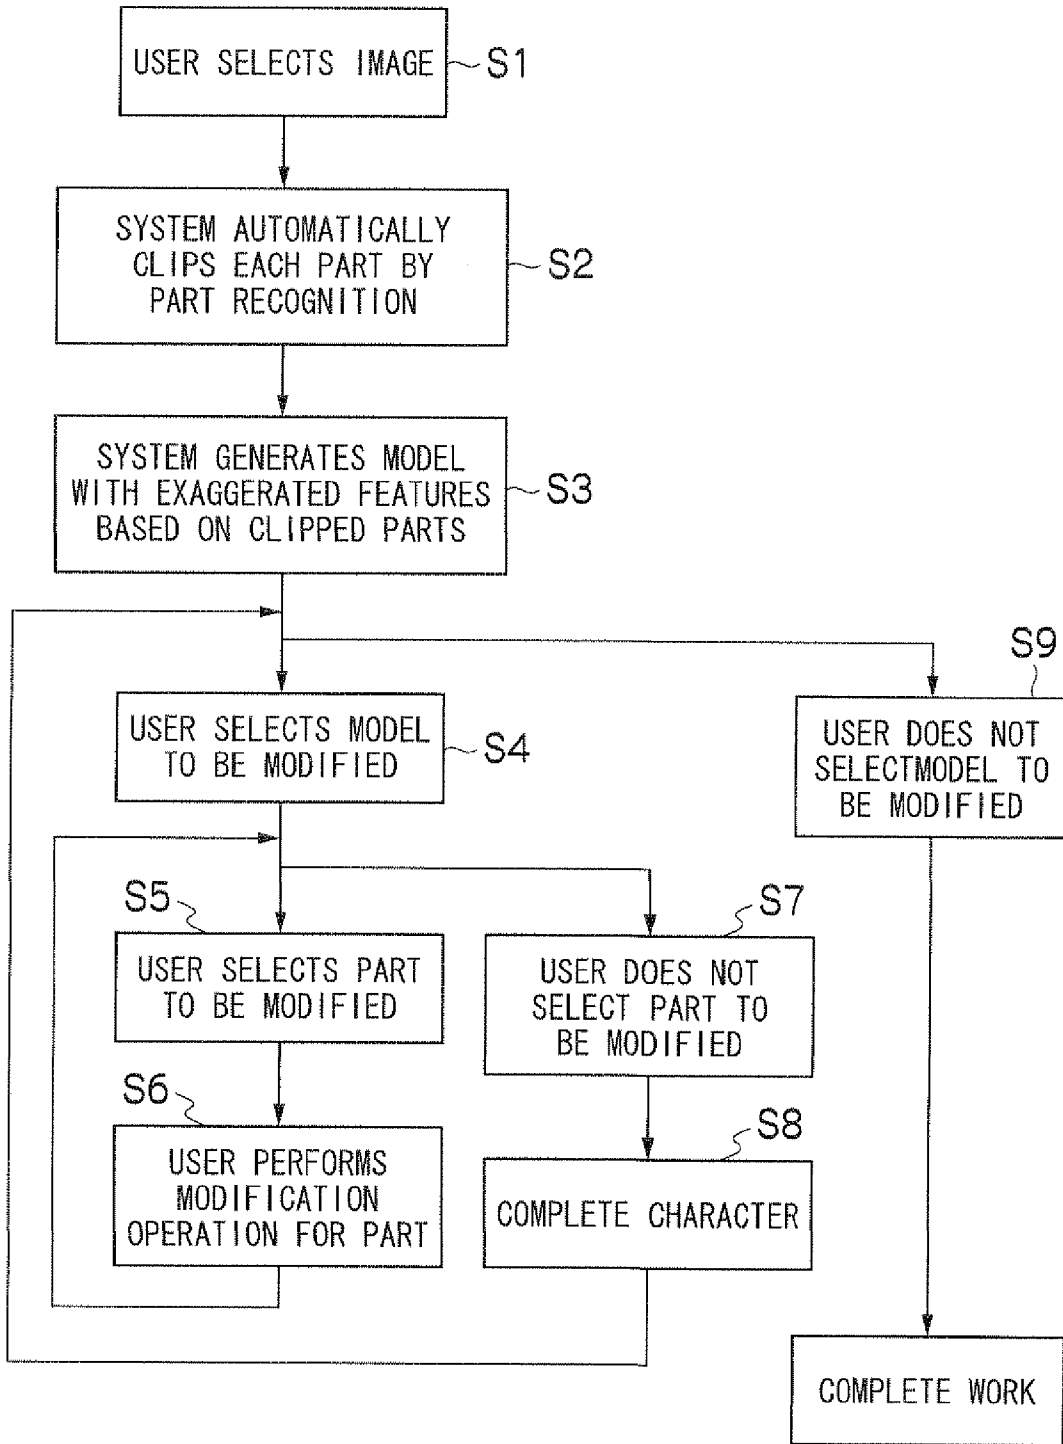 USER SELECTS IMAGE
S1
SYSTEM AUTOMATICALLY
CLIPS EACH PART BY
PART RECOGNITION
S2
SYSTEM GENERATES MODEL
WITH EXAGGERATED FEATURES
BASED ON CLIPPED PARTS
S3
USER SELECTS MODEL
TO BE MODIFIED
S4
S9
USER DOES NOT
SELECTMODEL TO
BE MODIFIED
S5
USER SELECTS PART
TO BE MODIFIED
S7
USER DOES NOT
SELECT PART TO
BE MODIFIED
S6
USER PERFORMS
MODIFICATION
OPERATION FOR PART
S8
COMPLETE CHARACTER
COMPLETE WORK